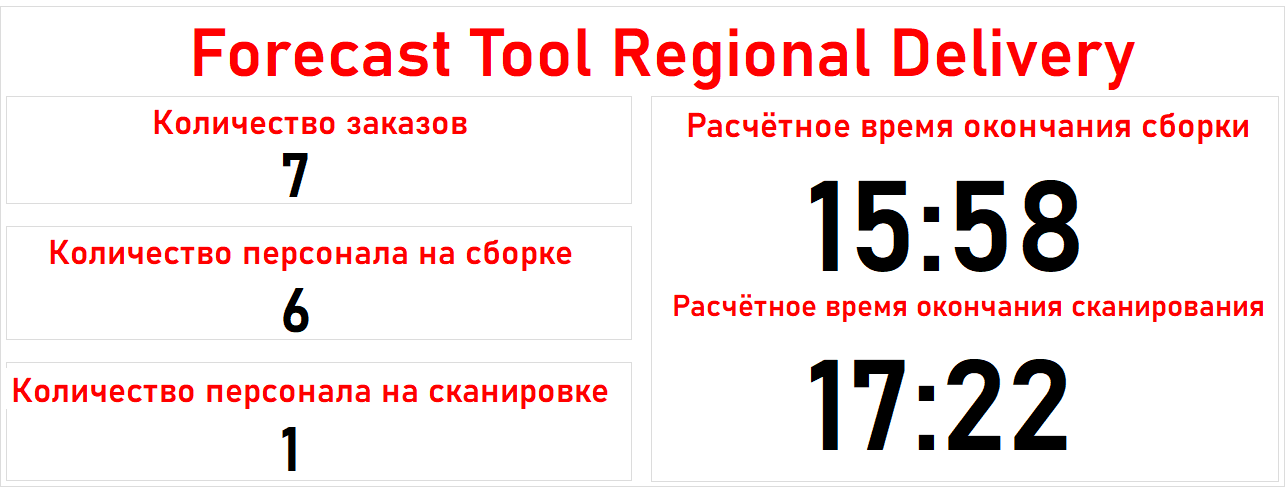 Forecast Tool Regional Delivery
Количество заказов
7
Количество персонала на сборке
6
Количество персонала на сканировке
1
Расчётное время окончания сборки
15:58
Расчётное время окончания сканирования
17:22